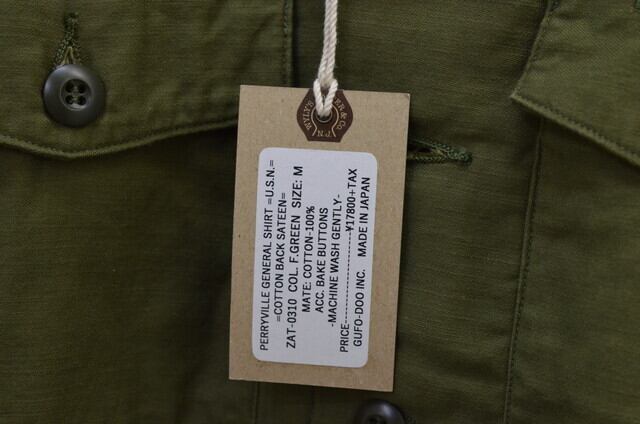 PERRYVILLE GENERAL SHIRT =U.S.N.=
=COTTON BACK SATEEN=
ZAT-0310 COL. F.GREEN SIZE: M
MATE: COTTON-100%
ACC. BAKE BUTTONS
-MACHINE WASH GENTLY-
PRICE--------------------¥17800+TAX
GUFO-DOO INC. MADE IN JAPAN